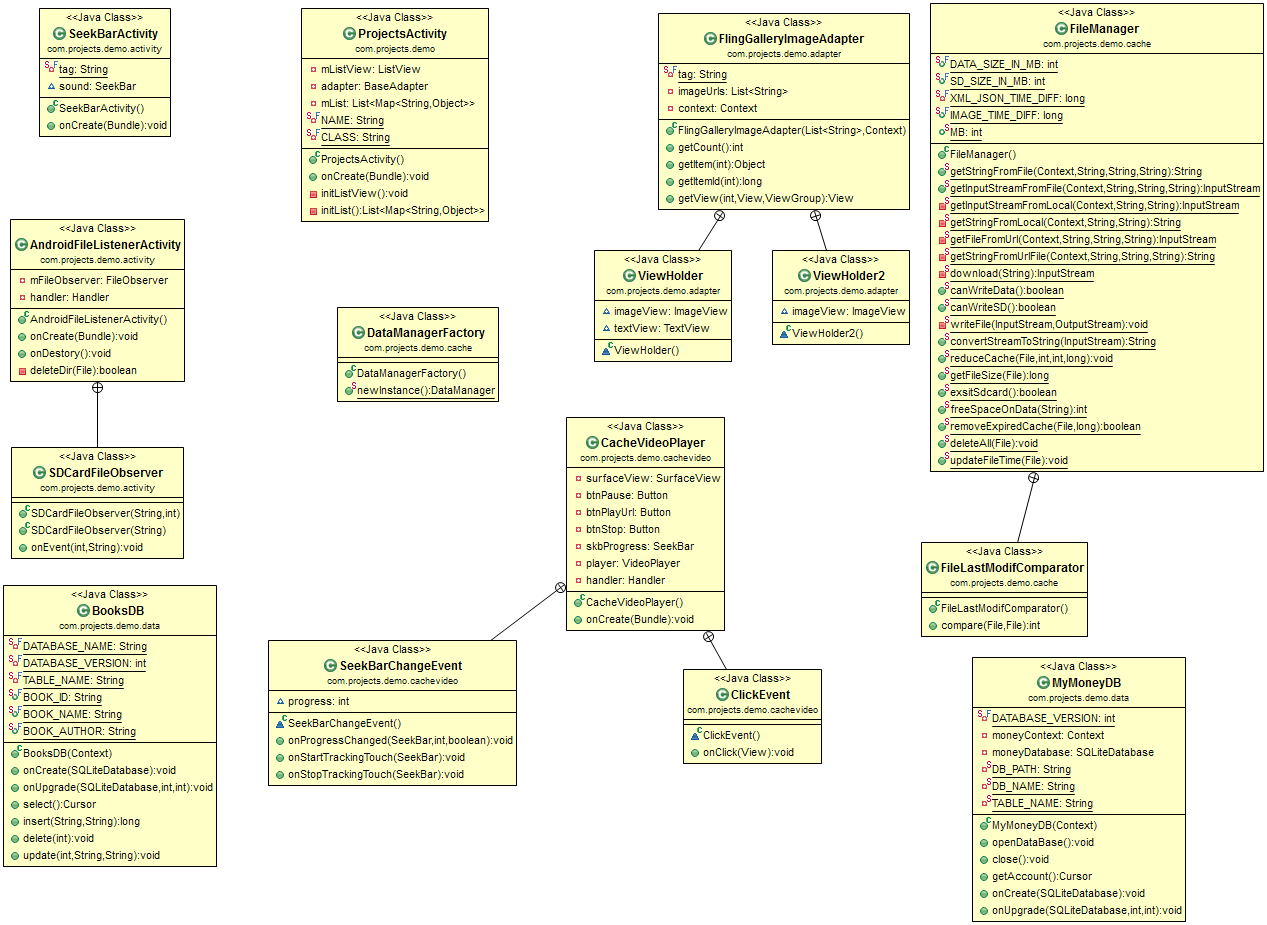 <<Java Class>>
SeekBarActivity
com.projects.demo.activity
tag: String
sound: SeekBar
SeekBarActivity()
onCreate(Bundle):void
<<Java Class>>
ProjectsActivity
com.projects.demo
mListView: ListView
adapter: BaseAdapter
mList: List<Map<String,Object>>
NAME: String
CLASS: String
ProjectsActivity()
onCreate(Bundle):void
initListView():void
initList():List<Map<String,Object>>
<<Java Class>>
FlingGalleryImageAdapter
com.projects.demo.adapter
tag: String
imageUrls: List<String>
context: Context
FlingGalleryImageAdapter(List<String>,Context)
getCount():int
getItem(int):Object
getItemId(int):long
getView(int,View,ViewGroup):View
<<Java Class>>
FileManager
com.projects.demo.cache
DATA_SIZE_IN_MB: int
SD_SIZE_IN_MB: int
XML_JSON_TIME_DIFF: long
IMAGE_TIME_DIFF: long
MB: int
FileManager()
getStringFromFile(Context,String,String,String):String
getInputStreamFromFile(Context,String,String,String):InputStream
getInputStreamFromLocal(Context,String,String):InputStream
getStringFromLocal(Context,String,String):String
getFileFromUrl(Context,String,String,String):InputStream
getStringFromUrlFile(Context,String,String,String):String
download(String):InputStream
canWriteData():boolean
canWriteSD():boolean
writeFile(InputStream,OutputStream):void
convertStreamToString(InputStream):String
reduceCache(File,int,int,long):void
getFileSize(File):long
exsitSdcard():boolean
freeSpaceOnData(String):int
removeExpiredCache(File,long):boolean
deleteAll(File):void
updateFileTime(File):void
<<Java Class>>
AndroidFileListenerActivity
com.projects.demo.activity
mFileObserver: FileObserver
handler: Handler
AndroidFileListenerActivity()
onCreate(Bundle):void
onDestory():void
deleteDir(File):boolean
<<Java Class>>
ViewHolder
com.projects.demo.adapter
imageView: ImageView
textView: TextView
ViewHolder()
<<Java Class>>
ViewHolder2
com.projects.demo.adapter
imageView: ImageView
ViewHolder2()
<<Java Class>>
DataManagerFactory
com.projects.demo.cache
DataManagerFactory()
newInstance():DataManager
<<Java Class>>
SDCardFileObserver
com.projects.demo.activity
SDCardFileObserver(String,int)
SDCardFileObserver(String)
onEvent(int,String):void
<<Java Class>>
CacheVideoPlayer
com.projects.demo.cachevideo
surfaceView: SurfaceView
btnPause: Button
btnPlayUrl: Button
btnStop: Button
skbProgress: SeekBar
player: VideoPlayer
handler: Handler
CacheVideoPlayer()
onCreate(Bundle):void
<<Java Class>>
FileLastModifComparator
com.projects.demo.cache
FileLastModifComparator()
compare(File,File):int
<<Java Class>>
BooksDB
com.projects.demo.data
DATABASE_NAME: String
DATABASE_VERSION: int
TABLE_NAME: String
BOOK_ID: String
BOOK_NAME: String
BOOK_AUTHOR: String
BooksDB(Context)
onCreate(SQLiteDatabase):void
onUpgrade(SQLiteDatabase,int,int):void
select():Cursor
insert(String,String):long
delete(int):void
update(int,String,String):void
<<Java Class>>
SeekBarChangeEvent
com.projects.demo.cachevideo
progress: int
SeekBarChangeEvent()
onProgressChanged(SeekBar,int,boolean):void
onStartTrackingTouch(SeekBar):void
onStopTrackingTouch(SeekBar):void
<<Java Class>>
ClickEvent
com.projects.demo.cachevideo
ClickEvent()
onClick(View):void
<<Java Class>>
MyMoneyDB
com.projects.demo.data
DATABASE_VERSION: int
moneyContext: Context
moneyDatabase: SQLiteDatabase
DB_PATH: String
DB_NAME: String
TABLE_NAME: String
MyMoneyDB(Context)
openDataBase():void
close():void
getAccount():Cursor
onCreate(SQLiteDatabase):void
onUpgrade(SQLiteDatabase,int,int):void